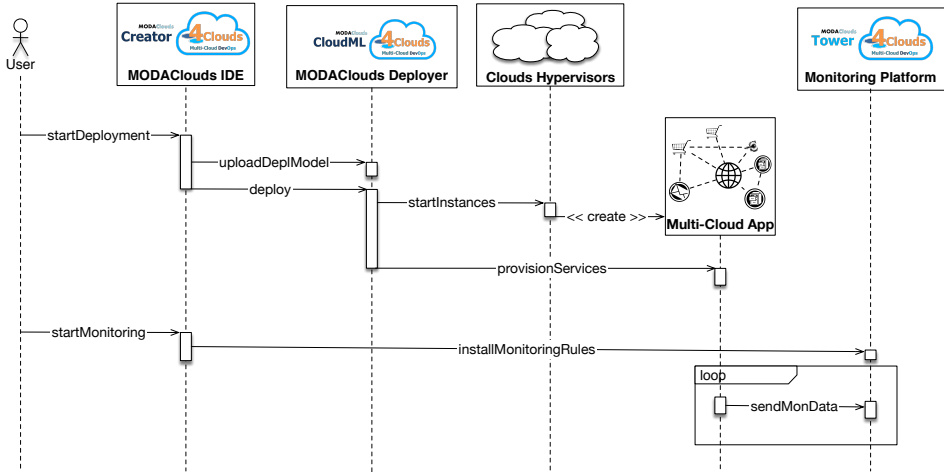 MODAClouds
Creator
4Clouds
Multi-Cloud DevOps
MODAClouds IDE
MODAClouds
CloudML
4Clouds
Multi-Cloud DevOps
MODAClouds Deployer
Clouds Hypervisors
MODAClouds
Tower
4Clouds
Multi-Cloud DevOps
Monitoring Platform
User
startDeployment
uploadDeplModel
deploy
startInstances
<< create >>
Multi-Cloud App
provisionServices
startMonitoring
installMonitoringRules
loop
sendMonData